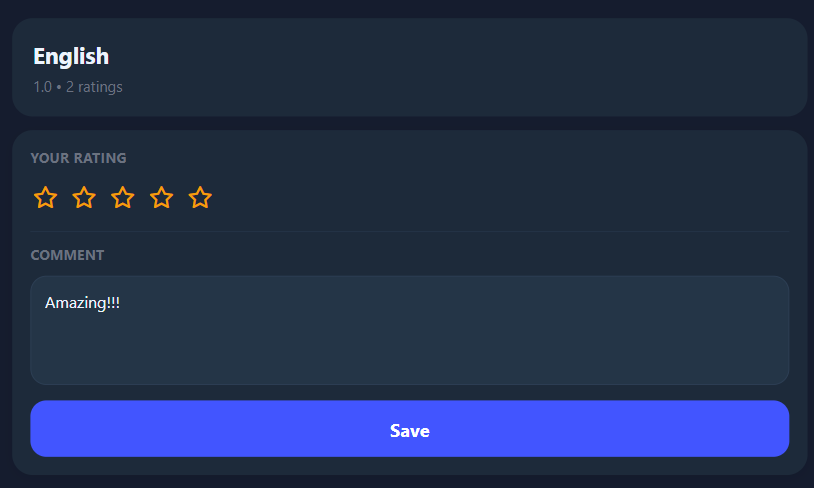 English
1.0 • 2 ratings
YOUR RATING
COMMENT
Amazing!!!
Save